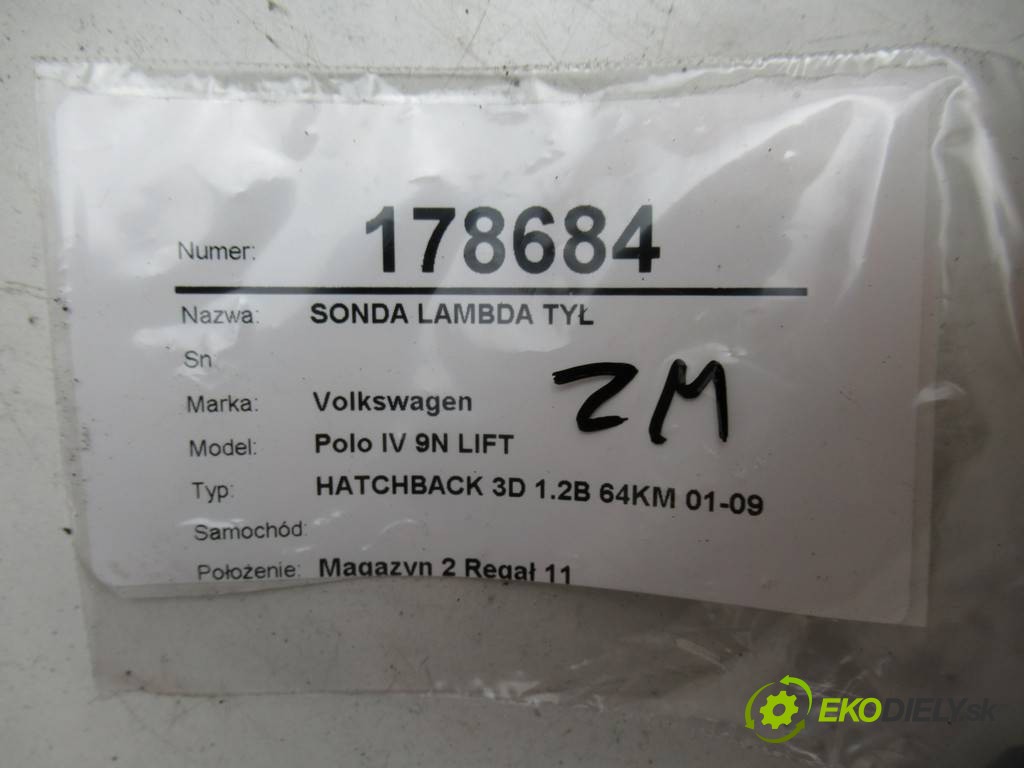 Numer: 178684
Nazwa: SONDA LAMBDA TYŁ
Sn
Marka: Volkswagen
Model: Polo IV 9N LIFT
Typ: HATCHBACK 3D 1.2B 64KM 01-09
Samochód:
Położenie: Magazyn 2 Regał 11
ZM
EKODIELY.sk